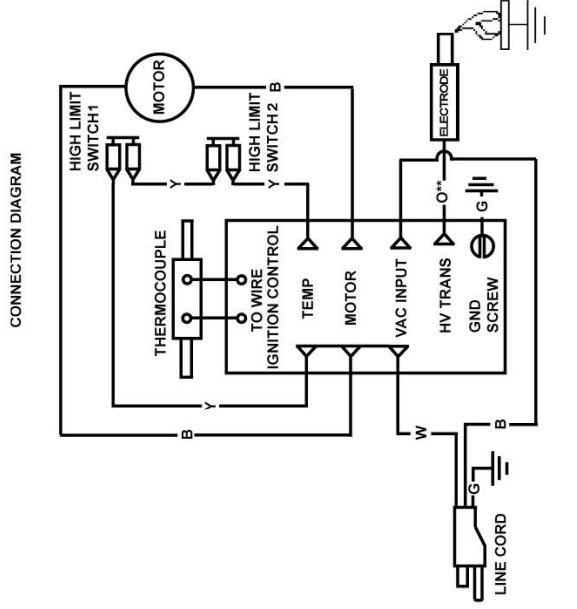 CONNECTION DIAGRAM
HIGH LIMIT
SWITCH1
MOTOR
B
HIGH LIMIT
SWITCH 2
Y
Y
ELECTRODE
O**
G
THERMOCOUPLE
TO WIRE
IGNITION CONTROL
TEMP
MOTOR
VAC INPUT
HV TRANS
GND
SCREW
Y
B
W
B
G
LINE CORD